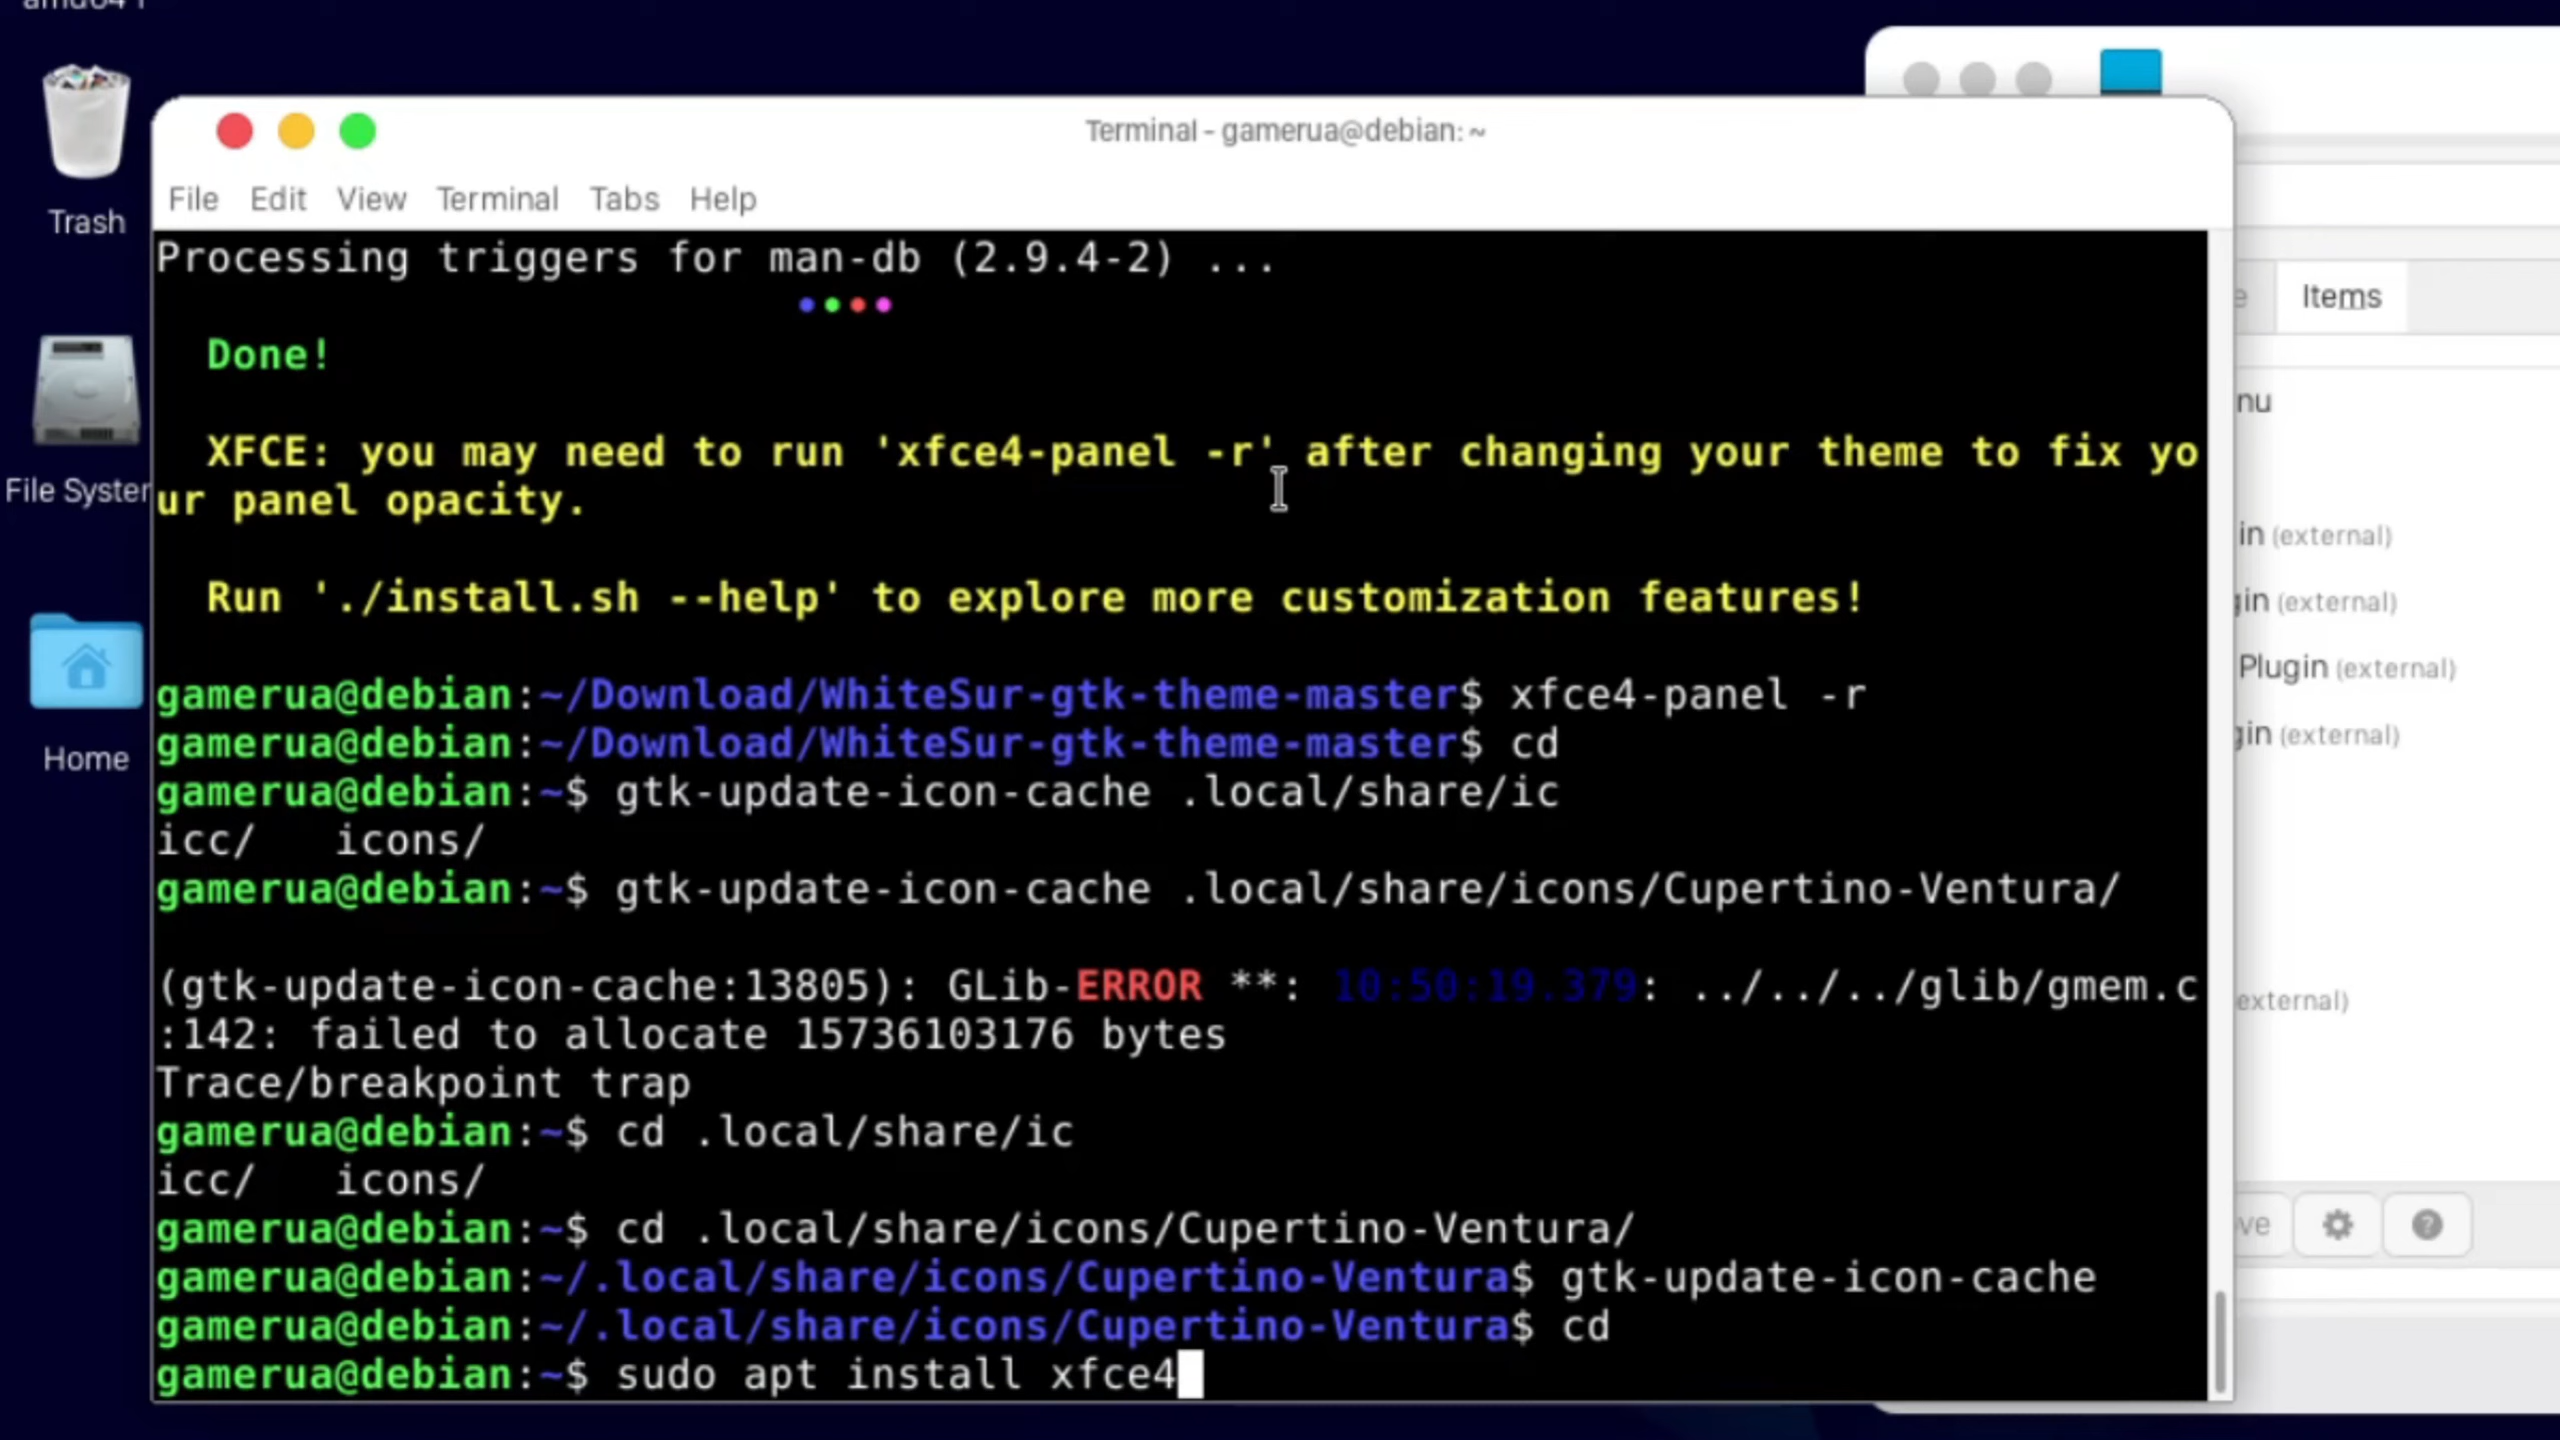 Trash
File
Home
Terminal - gamerua@debian: ~
File Edit View Terminal Tabs Help
Processing triggers for man-db (2.9.4-2) ...
Done!
XFCE: you may need to run 'xfce4-panel -r' after changing your theme to fix yo
ur panel opacity.
Run './install.sh --help' to explore more customization features!
gamerua@debian:~/Download/WhiteSur-gtk-theme-master$ xfce4-panel -r
gamerua@debian:~/Download/WhiteSur-gtk-theme-master$ cd
gamerua@debian:~$ gtk-update-icon-cache .local/share/ic
icc/ icons/
gamerua@debian:~$ gtk-update-icon-cache .local/share/icons/Cupertino-Ventura/
(gtk-update-icon-cache:13805): GLib-ERROR **: 10:50:19.379: ../../../glib/gmem.c
:142: failed to allocate 15736103176 bytes
Trace/breakpoint trap
gamerua@debian:~$ cd .local/share/ic
icc/ icons/
gamerua@debian:~$ cd .local/share/icons/Cupertino-Ventura/
gamerua@debian:~/.local/share/icons/Cupertino-Ventura$ gtk-update-icon-cache
gamerua@debian:~/.local/share/icons/Cupertino-Ventura$ cd
gamerua@debian:~$ sudo apt install xfce4
Items
(external)
(external)
Plugin (external)
(external)